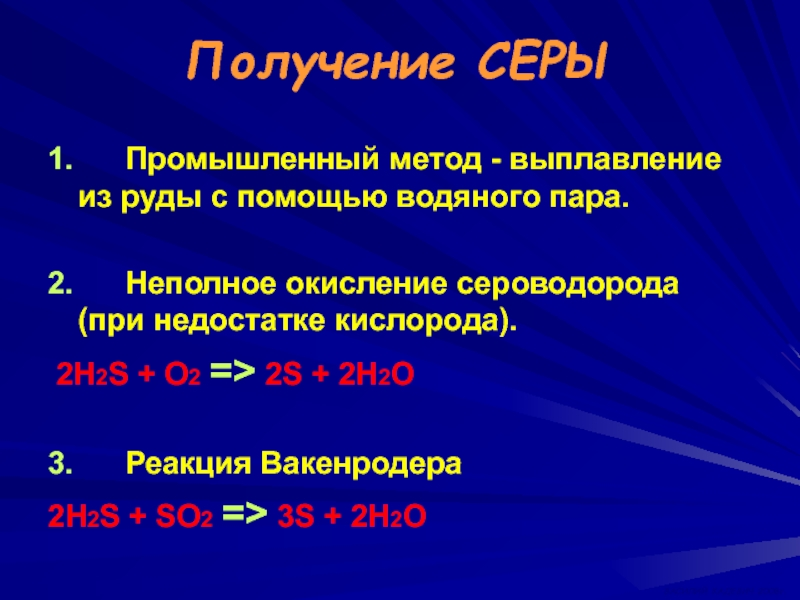 Получение СЕРЫ
1. Промышленный метод - выплавление
из руды с помощью водяного пара.
2. Неполное окисление сероводорода
(при недостатке кислорода).
2H2S + O2 => 2S + 2H2O
3. Реакция Вакенродера
2H2S + SO2 => 3S + 2H2O